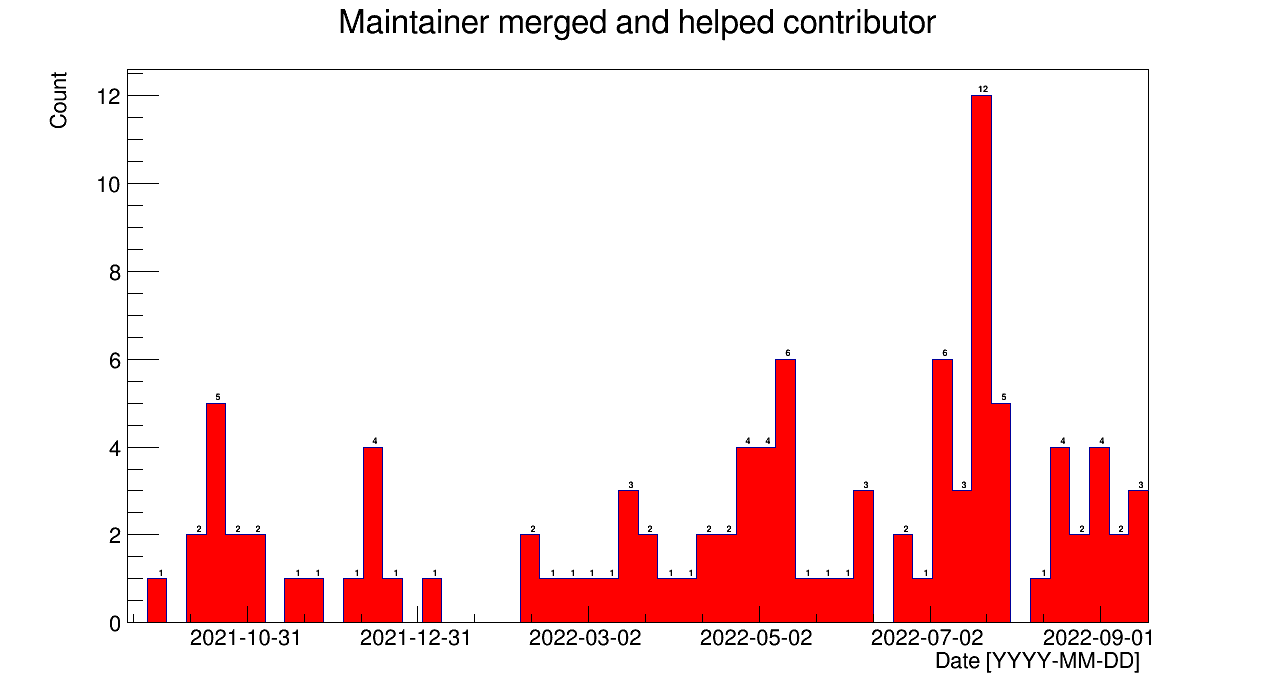 Maintainer merged and helped contributor
Count
12
10
8
6
4
2
0
1 2 5 2 2 1 1 1 4 1 1 2 1 1 1 1 3 2 1 1 2 2 4 4 6 1 1 1 3 2 1 6 3 12 5 1 4 2 4 2 3
2021-10-31 2021-12-31 2022-03-02 2022-05-02 2022-07-02 2022-09-01
Date [YYYY-MM-DD]